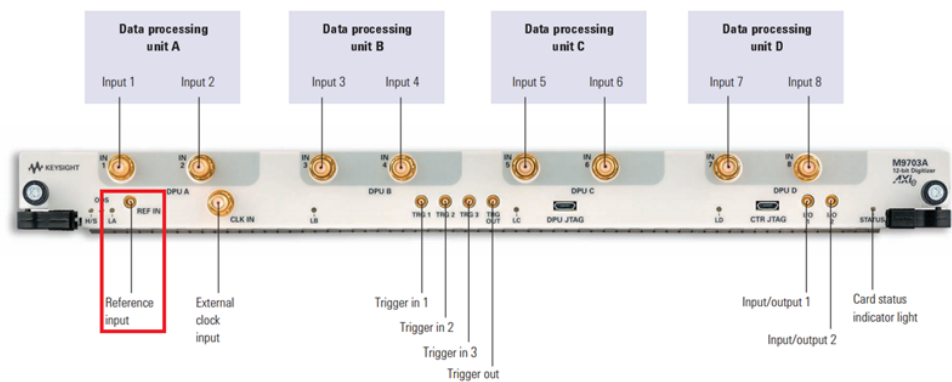 Data processing
unit A
Data processing
unit B
Data processing
unit C
Data processing
unit D
Input 1
Input 2
Input 3
Input 4
Input 5
Input 6
Input 7
Input 8
KEYSIGHT
IN
1
IN
2
IN
3
IN
4
IN
5
IN
6
IN
7
IN
8
M9703A
12-bit Digitizer
AXIe
DPU A
DPU B
DPU C
DPU D
REF IN
CLK IN
H/S
LA
LB
TRG 1
TRG 2
TRG 3
TRG
OUT
LC
DPU JTAG
LD
CTR JTAG
I/O
1
I/O
2
STATUS
Reference
input
External
clock
input
Trigger in 1
Trigger in 2
Trigger in 3
Trigger out
Input/output 1
Input/output 2
Card status
indicator light